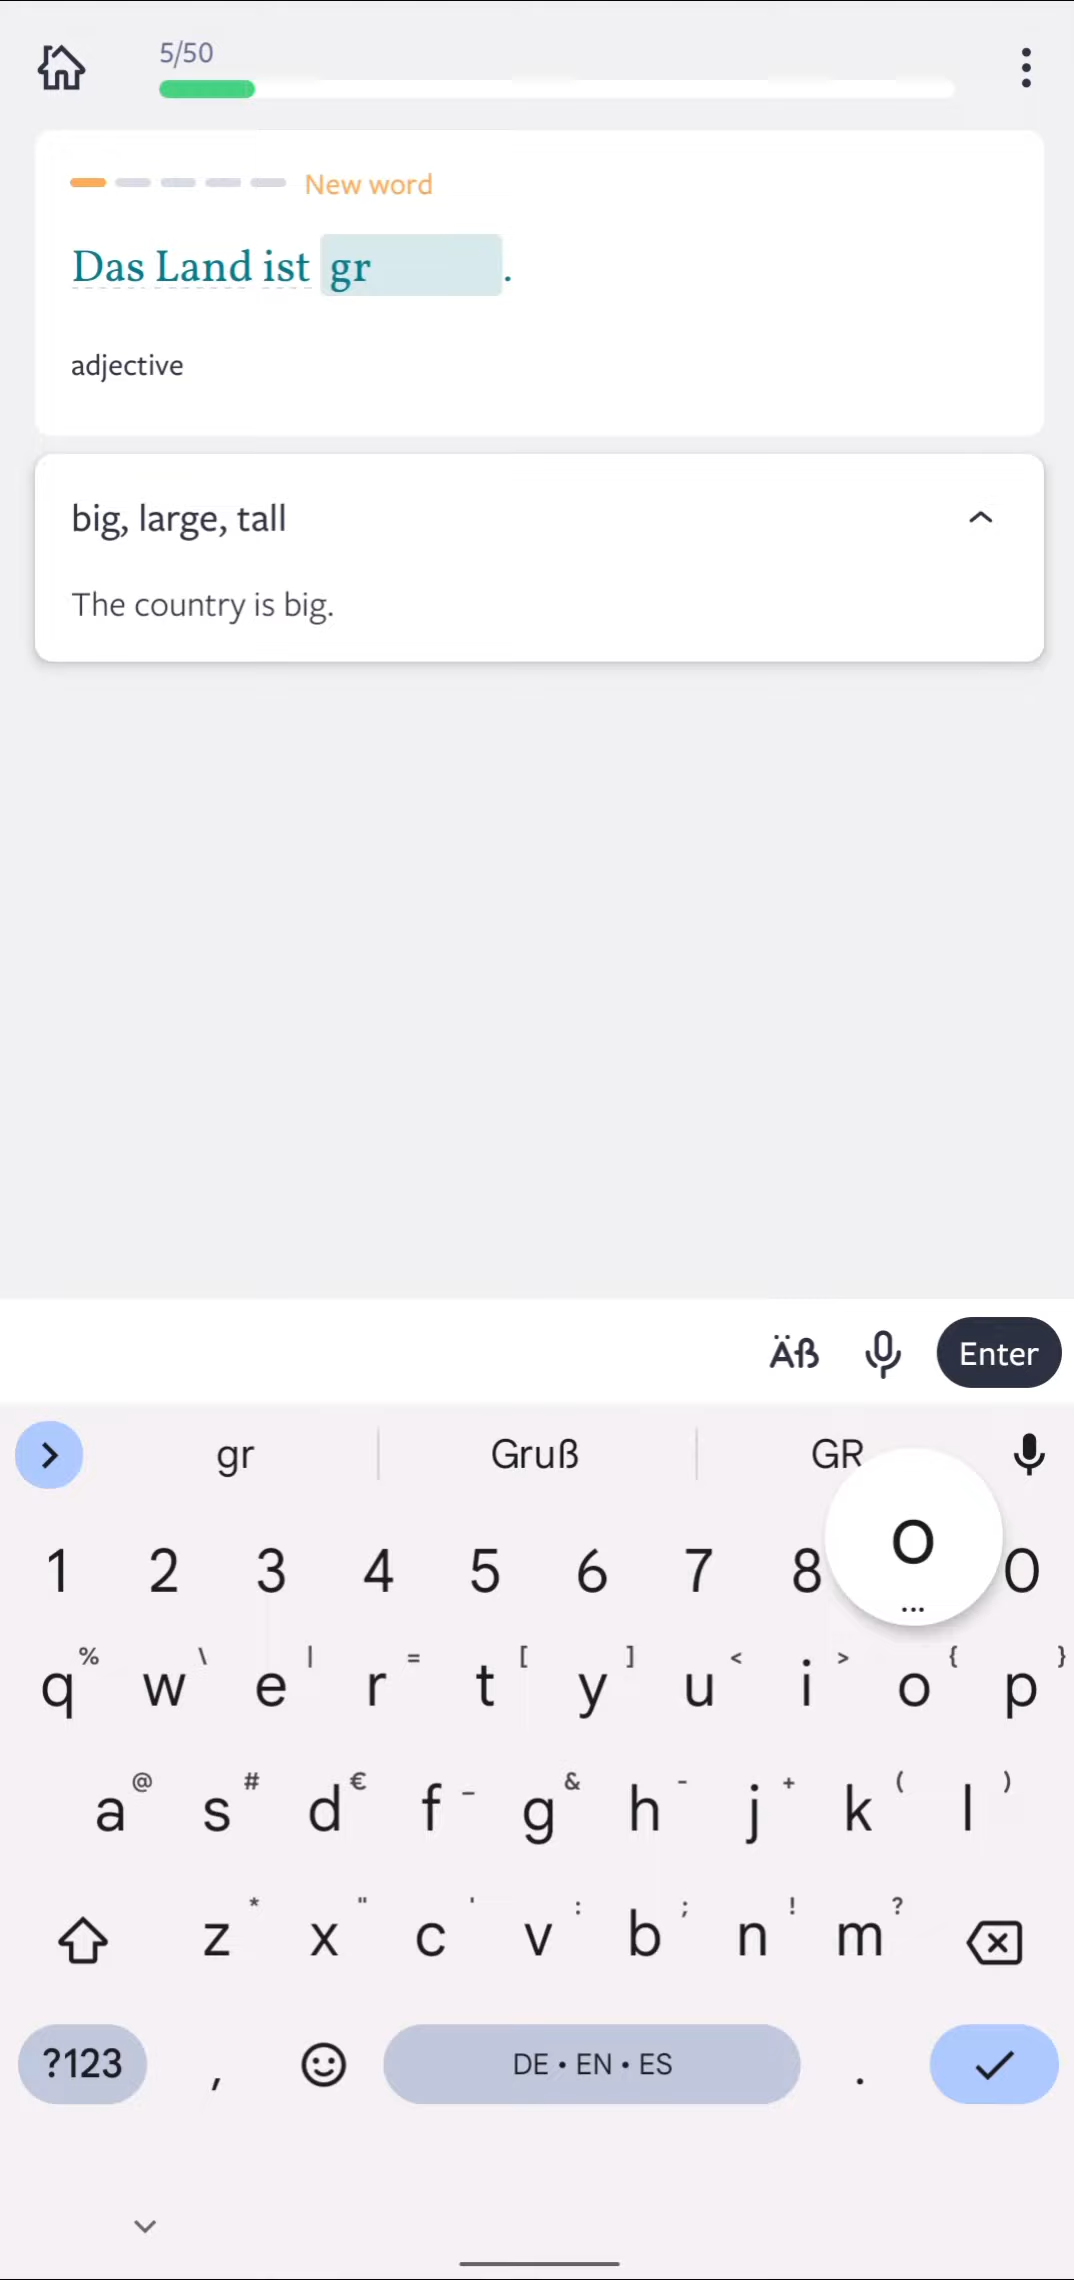 5/50
New word
Das Land ist gr .
adjective
big, large, tall
The country is big.
Äß Enter
gr Gruß GR
o
...
1 2 3 4 5 6 7 8 0
% \ | = [ ] < > { }
q w e r t y u i o p
@ # € _ & - + ( )
a s d f g h j k l
* " ' : ; ! ?
z x c v b n m
?123 , DE • EN • ES .